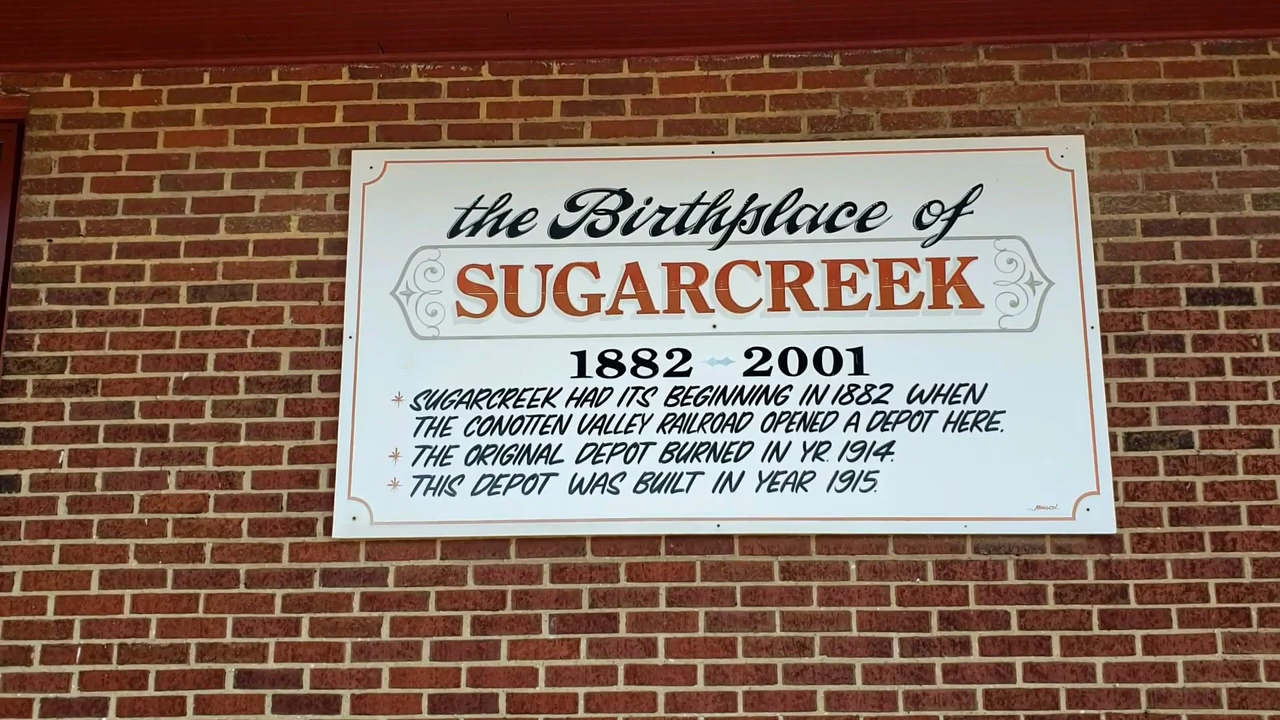 the Birthplace of
SUGARCREEK
1882 2001
SUGARCREEK HAD ITS BEGINNING IN 1882 WHEN
THE CONOTTEN VALLEY RAILROAD OPENED A DEPOT HERE.
THE ORIGINAL DEPOT BURNED IN YR. 1914.
THIS DEPOT WAS BUILT IN YEAR 1915.